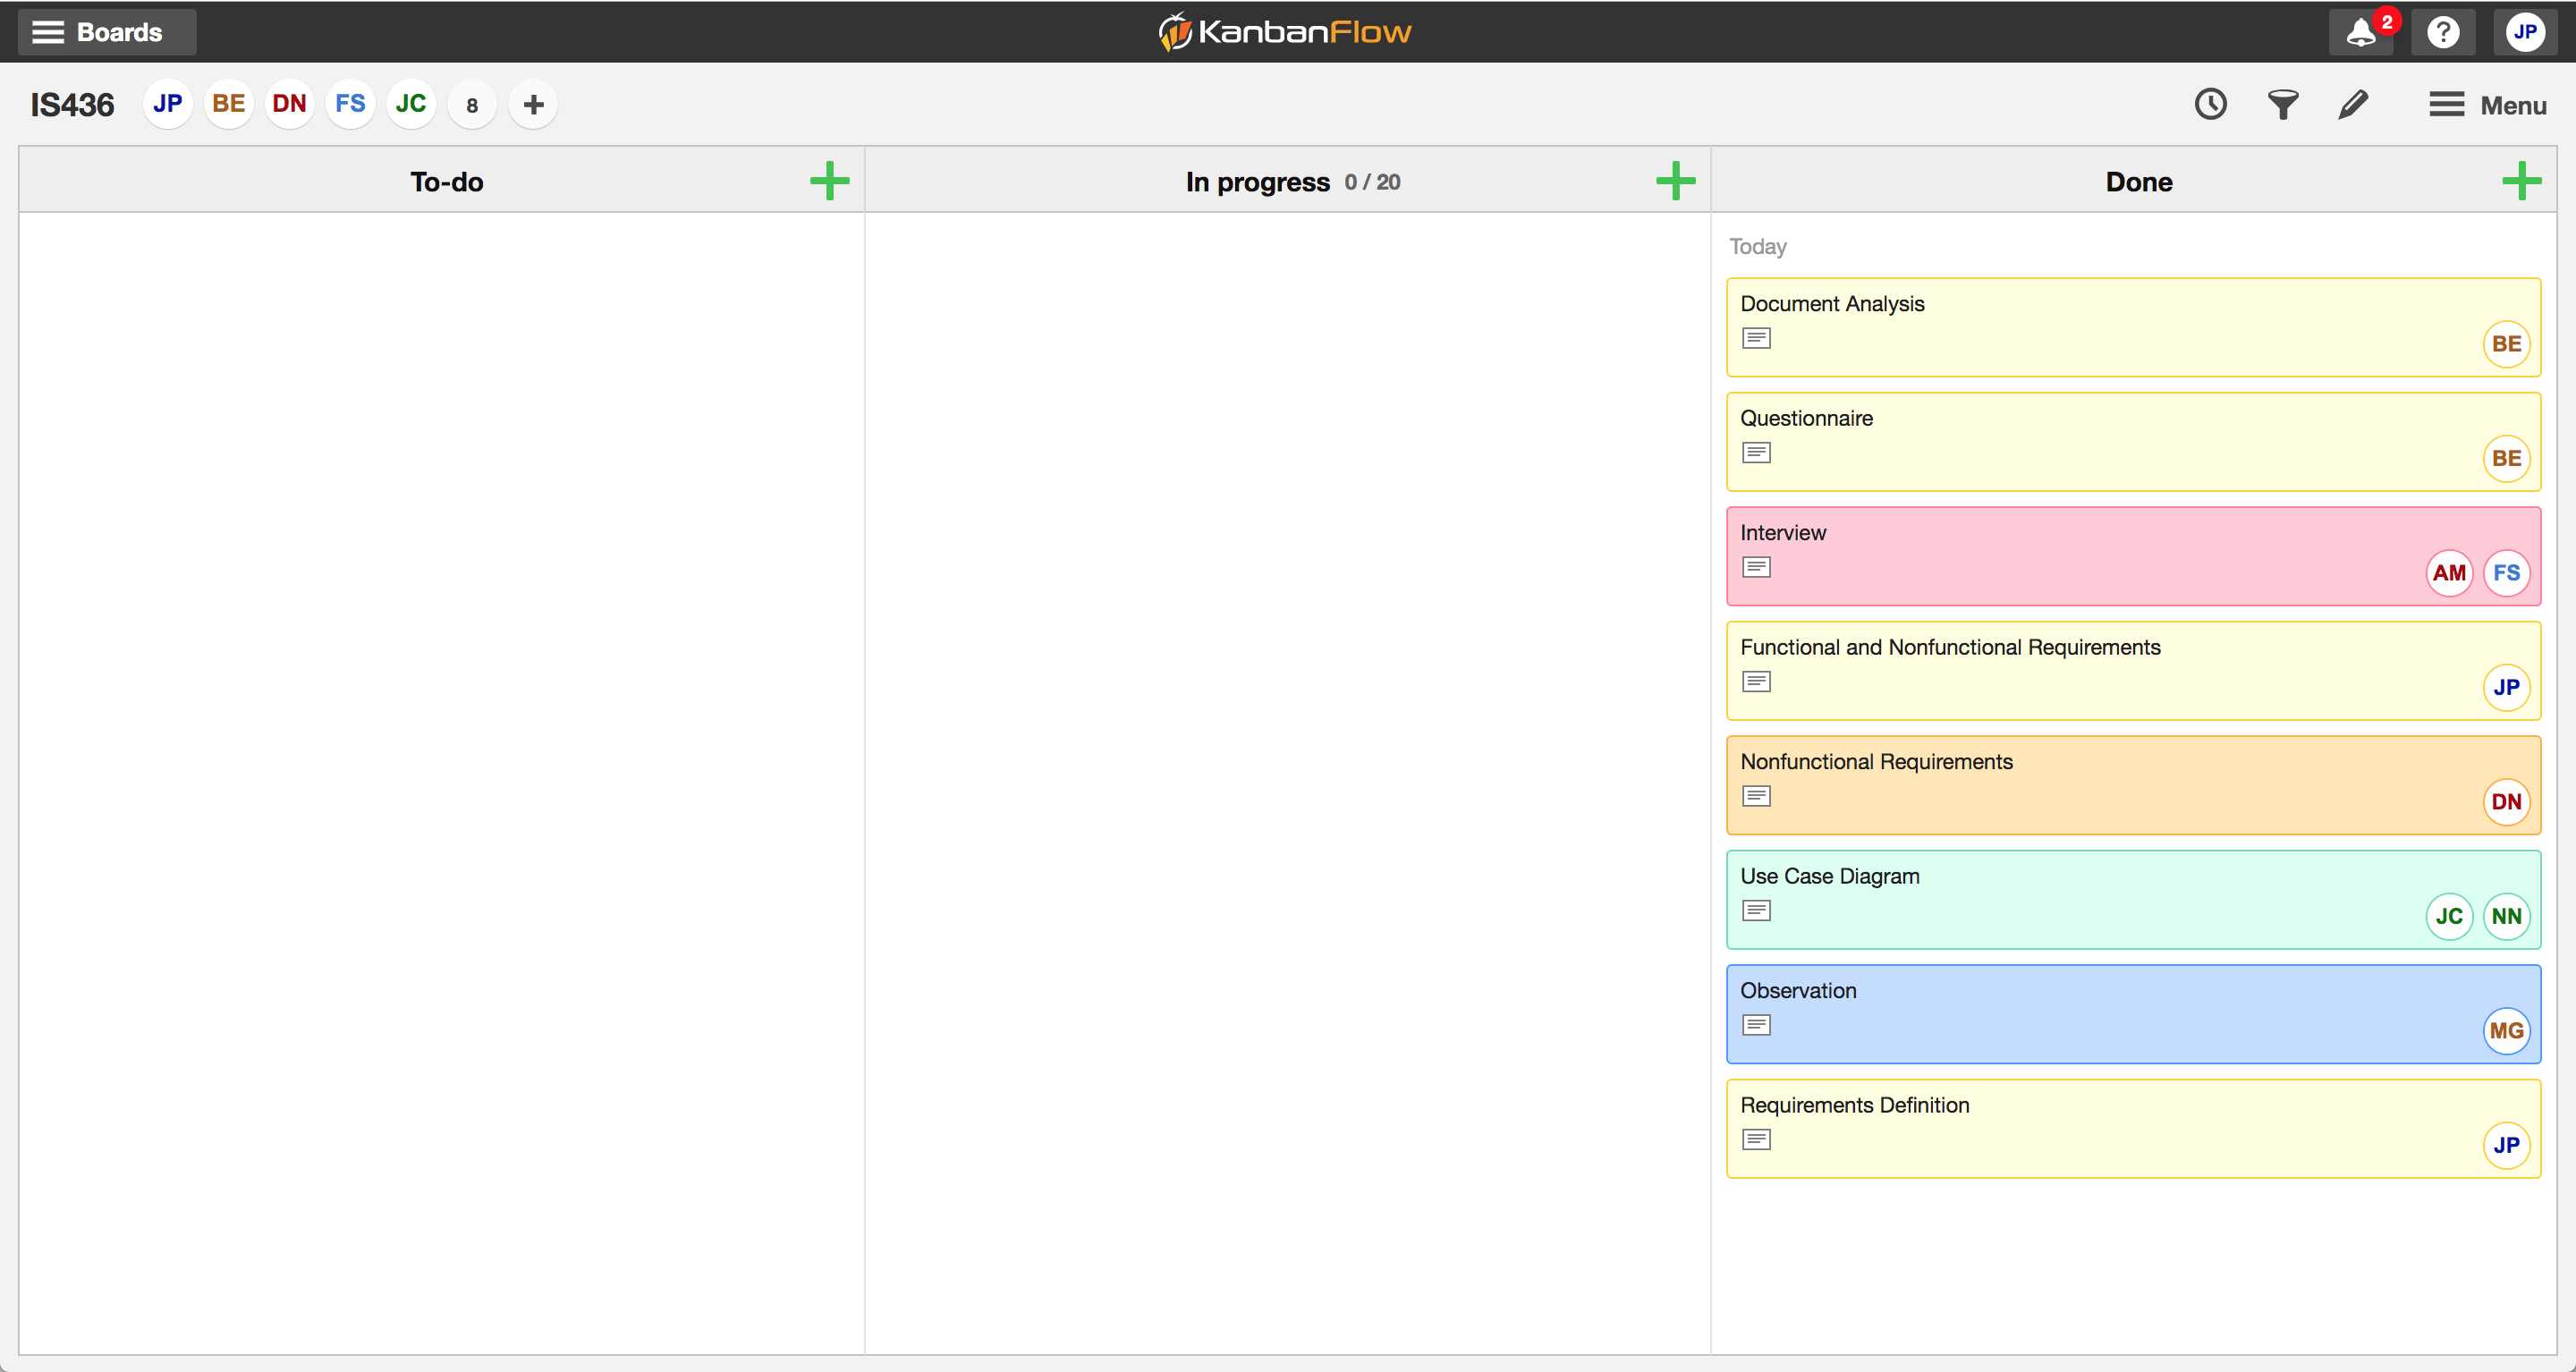 Boards
KanbanFlow
2
?
JP
IS436
JP BE DN FS JC 8 +
Menu
To-do
In progress 0 / 20
Done
Today
Document Analysis
BE
Questionnaire
BE
Interview
AM FS
Functional and Nonfunctional Requirements
JP
Nonfunctional Requirements
DN
Use Case Diagram
JC NN
Observation
MG
Requirements Definition
JP